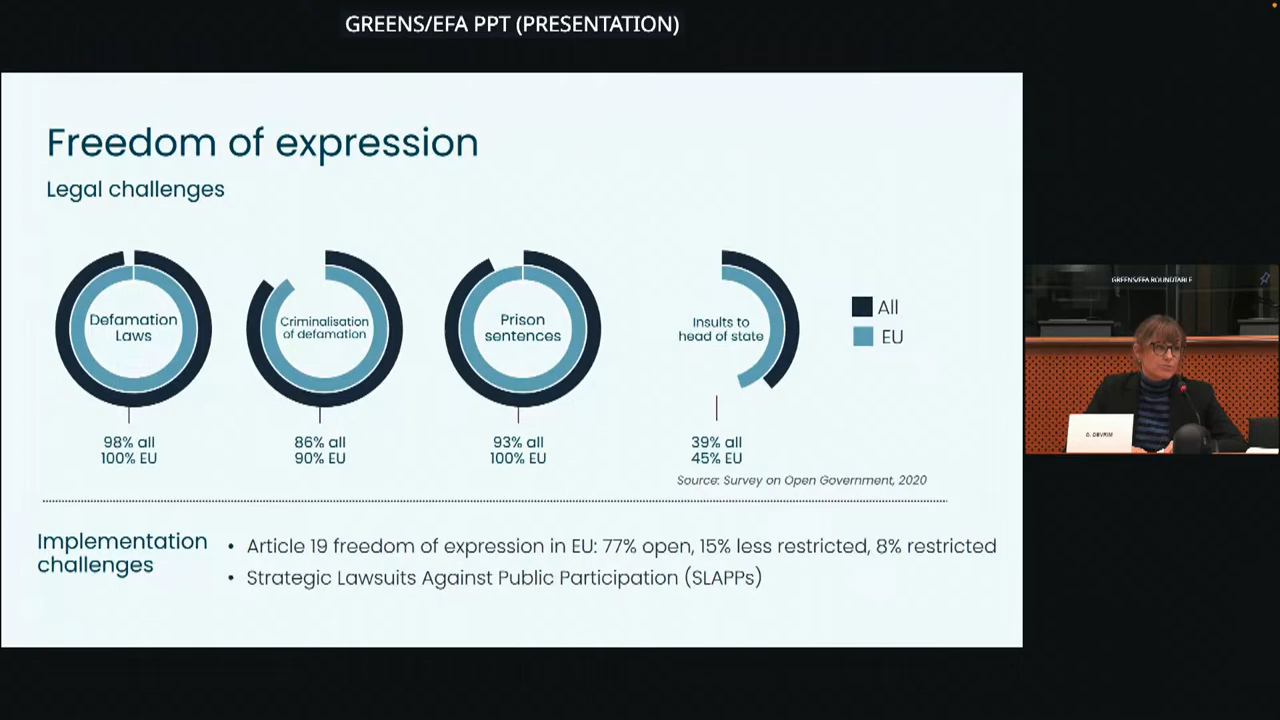 GREENS/EFA PPT (PRESENTATION)
Freedom of expression
Legal challenges
Defamation
Laws
98% all
100% EU
Criminalisation
of defamation
86% all
90% EU
Prison
sentences
93% all
100% EU
Insults to
head of state
39% all
45% EU
All
EU
Source: Survey on Open Government, 2020
Implementation
challenges
• Article 19 freedom of expression in EU: 77% open, 15% less restricted, 8% restricted
• Strategic Lawsuits Against Public Participation (SLAPPs)
GREENS/EFA ROUNDTABLE
D. DEVRIM